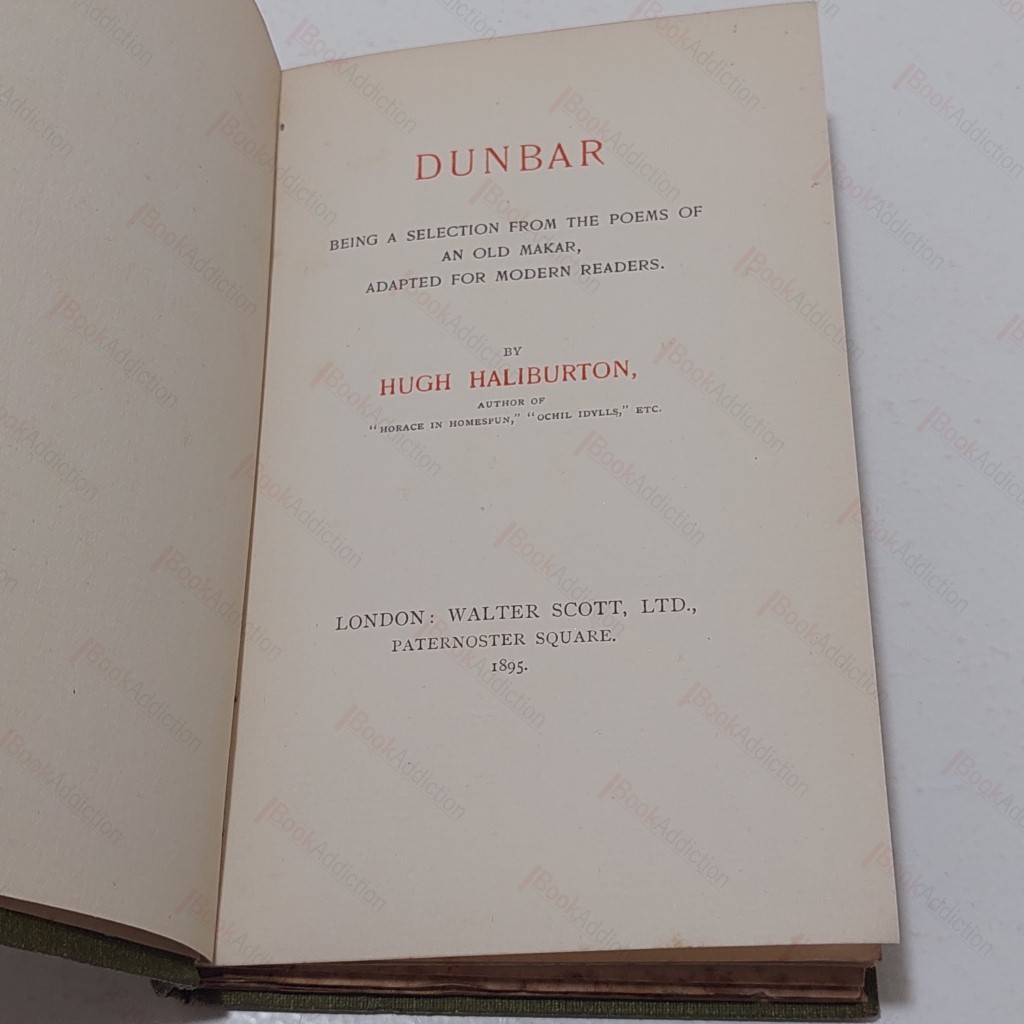 DUNBAR
BEING A SELECTION FROM THE POEMS OF
AN OLD MAKAR,
ADAPTED FOR MODERN READERS.
BY
HUGH HALIBURTON,
AUTHOR OF
"HORACE IN HOMESPUN," "OCHIL IDYLLS," ETC.
LONDON: WALTER SCOTT, LTD.,
PATERNOSTER SQUARE.
1895.
BookAddiction